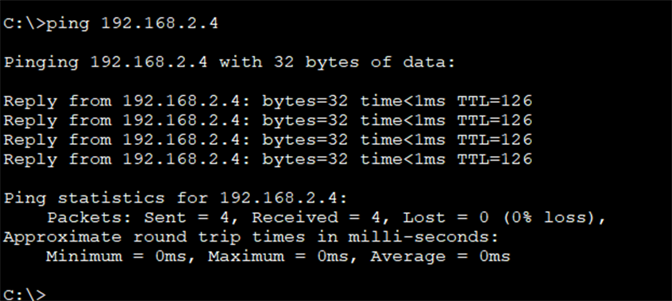 C:\>ping 192.168.2.4
Pinging 192.168.2.4 with 32 bytes of data:
Reply from 192.168.2.4: bytes=32 time<1ms TTL=126
Reply from 192.168.2.4: bytes=32 time<1ms TTL=126
Reply from 192.168.2.4: bytes=32 time<1ms TTL=126
Reply from 192.168.2.4: bytes=32 time<1ms TTL=126
Ping statistics for 192.168.2.4:
    Packets: Sent = 4, Received = 4, Lost = 0 (0% loss),
Approximate round trip times in milli-seconds:
    Minimum = 0ms, Maximum = 0ms, Average = 0ms
C:\>